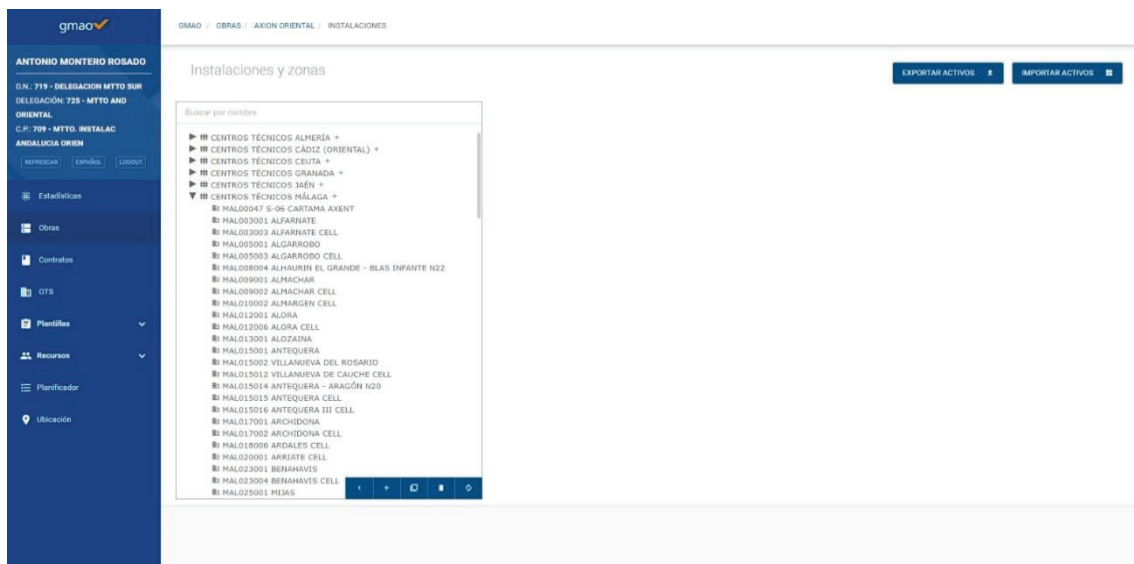 gmao
GMAO / OBRAS / AXION ORIENTAL / INSTALACIONES
ANTONIO MONTERO ROSADO
D.N.: 719 - DELEGACION MTTO SUR
DELEGACIÓN: 725 - MTTO AND
ORIENTAL
C.P.: 709 - MTTO. INSTALAC
ANDALUCIA ORIEN
REFRESCAR ESPAÑOL LOGOUT
Estadísticas
Obras
Contratos
OTS
Plantillas
Recursos
Planificador
Ubicación
Instalaciones y zonas
EXPORTAR ACTIVOS
IMPORTAR ACTIVOS
Buscar por nombre
CENTROS TÉCNICOS ALMERÍA +
CENTROS TÉCNICOS CÁDIZ (ORIENTAL) +
CENTROS TÉCNICOS CEUTA +
CENTROS TÉCNICOS GRANADA +
CENTROS TÉCNICOS JAÉN +
CENTROS TÉCNICOS MÁLAGA +
MAL00047 S-06 CARTAMA AXENT
MAL003001 ALFARNATE
MAL003003 ALFARNATE CELL
MAL005001 ALGARROBO
MAL005003 ALGARROBO CELL
MAL008004 ALHAURIN EL GRANDE - BLAS INFANTE N22
MAL009001 ALMACHAR
MAL009002 ALMACHAR CELL
MAL010002 ALMARGEN CELL
MAL012001 ALORA
MAL012006 ALORA CELL
MAL013001 ALOZAINA
MAL015001 ANTEQUERA
MAL015002 VILLANUEVA DEL ROSARIO
MAL015012 VILLANUEVA DE CAUCHE CELL
MAL015014 ANTEQUERA - ARAGÓN N20
MAL015015 ANTEQUERA CELL
MAL015016 ANTEQUERA III CELL
MAL017001 ARCHIDONA
MAL017002 ARCHIDONA CELL
MAL018006 ARDALES CELL
MAL020001 ARRIATE CELL
MAL023001 BENAHAVIS
MAL023004 BENAHAVIS CELL
MAL025001 MIJAS